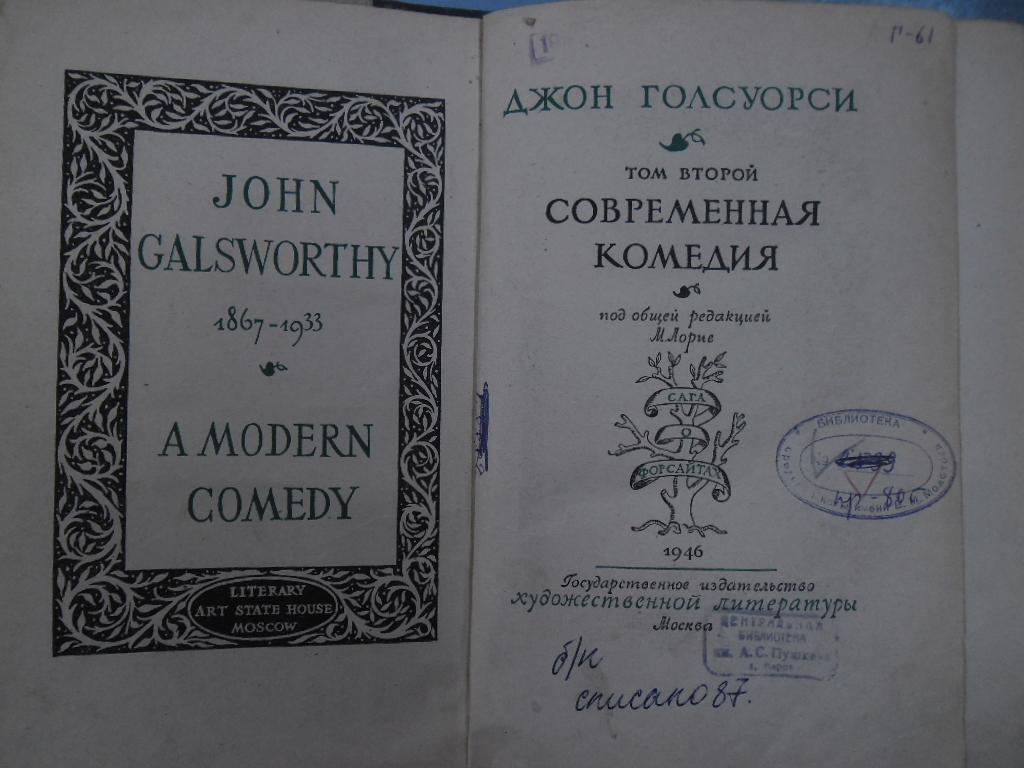 JOHN
GALSWORTHY
1867-1933
A MODERN
COMEDY
LITERARY
ART STATE HOUSE
MOSCOW
Г-61
ДЖОН ГОЛСУОРСИ
ТОМ ВТОРОЙ
СОВРЕМЕННАЯ
КОМЕДИЯ
под общей редакцией
М. Лорие
САГА
О
ФОРСАЙТАХ
БИБЛИОТЕКА
1946
Государственное издательство
художественной литературы
Москва
ЦЕНТРАЛЬНАЯ
БИБЛИОТЕКА
им. А.С. Пушкина
г. Киров
б/к
списано 87.